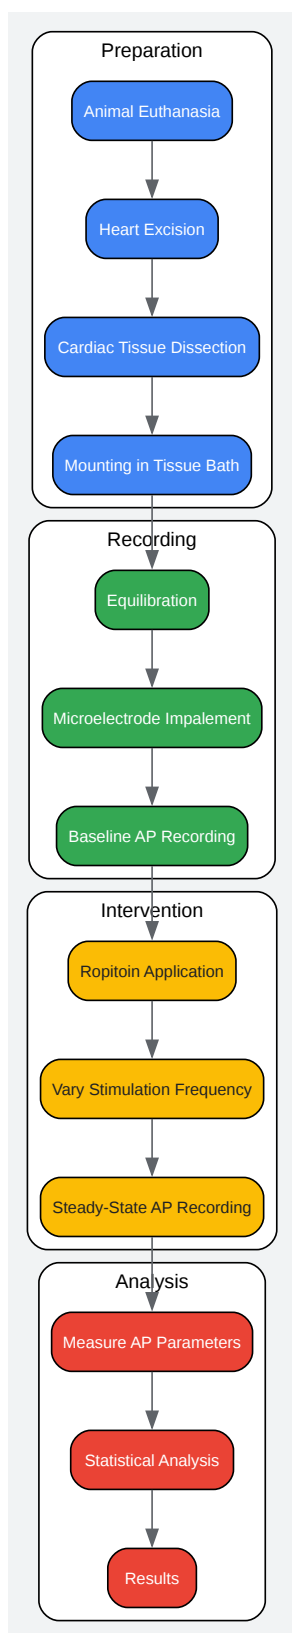 Preparation
Animal Euthanasia
Heart Excision
Cardiac Tissue Dissection
Mounting in Tissue Bath
Recording
Equilibration
Microelectrode Impalement
Baseline AP Recording
Intervention
Ropitoin Application
Vary Stimulation Frequency
Steady-State AP Recording
Analysis
Measure AP Parameters
Statistical Analysis
Results